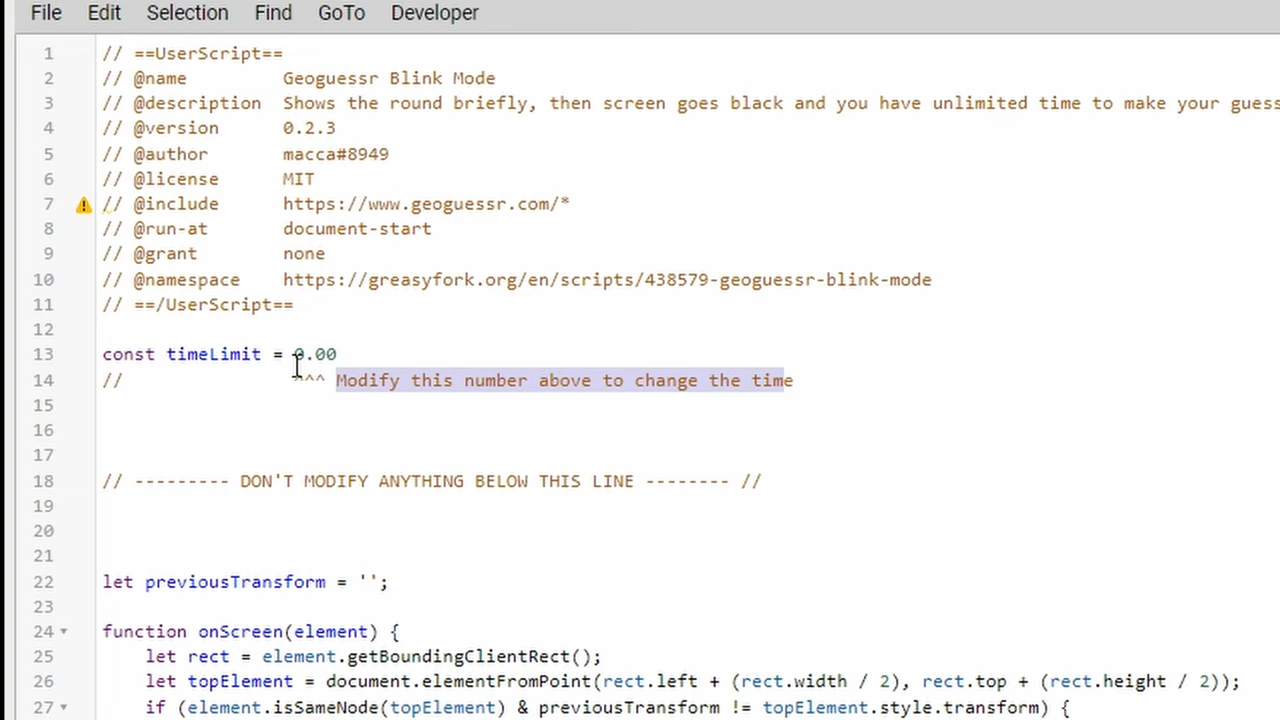 File Edit Selection Find GoTo Developer
1 // ==UserScript==
2 // @name Geoguessr Blink Mode
3 // @description Shows the round briefly, then screen goes black and you have unlimited time to make your guess
4 // @version 0.2.3
5 // @author macca#8949
6 // @license MIT
7 // @include https://www.geoguessr.com/*
8 // @run-at document-start
9 // @grant none
10 // @namespace https://greasyfork.org/en/scripts/438579-geoguessr-blink-mode
11 // ==/UserScript==
12
13 const timeLimit = 0.00
14 // ^^^ Modify this number above to change the time
15
16
17
18 // --------- DON'T MODIFY ANYTHING BELOW THIS LINE -------- //
19
20
21
22 let previousTransform = '';
23
24 function onScreen(element) {
25 let rect = element.getBoundingClientRect();
26 let topElement = document.elementFromPoint(rect.left + (rect.width / 2), rect.top + (rect.height / 2));
27 if (element.isSameNode(topElement) & previousTransform != topElement.style.transform) {